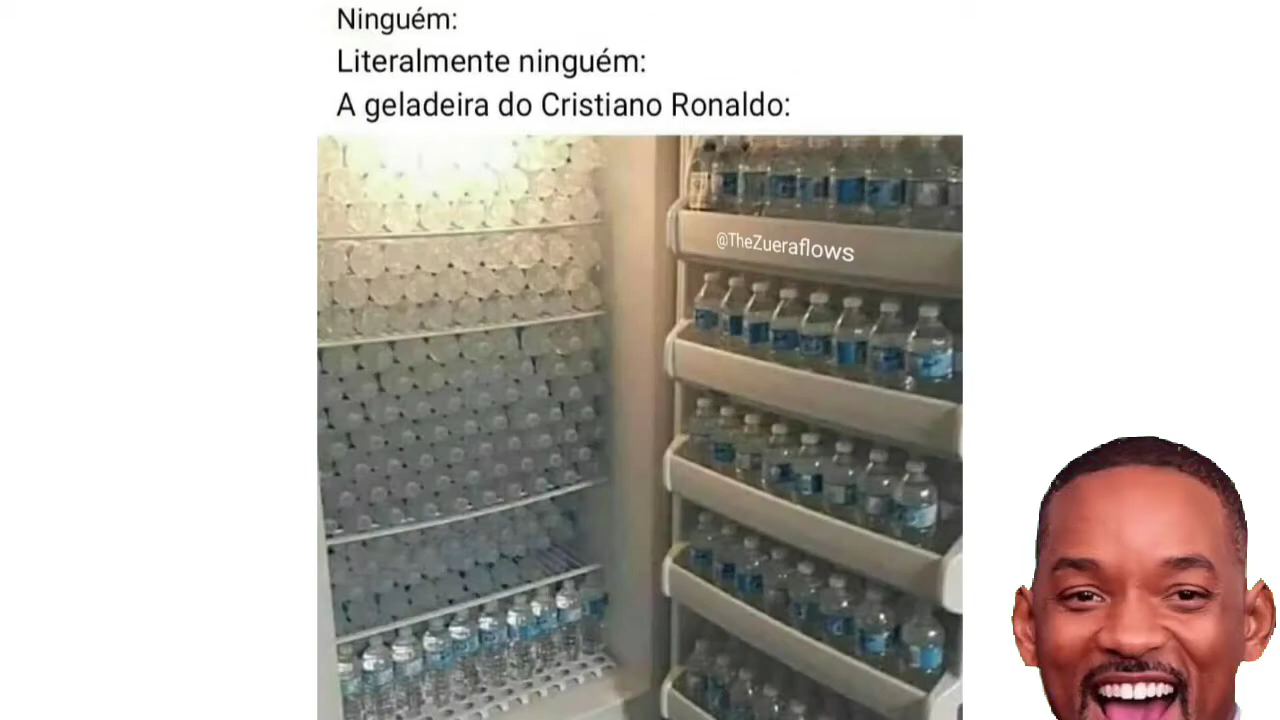 Ninguém:
Literalmente ninguém:
A geladeira do Cristiano Ronaldo:
@TheZueraflows